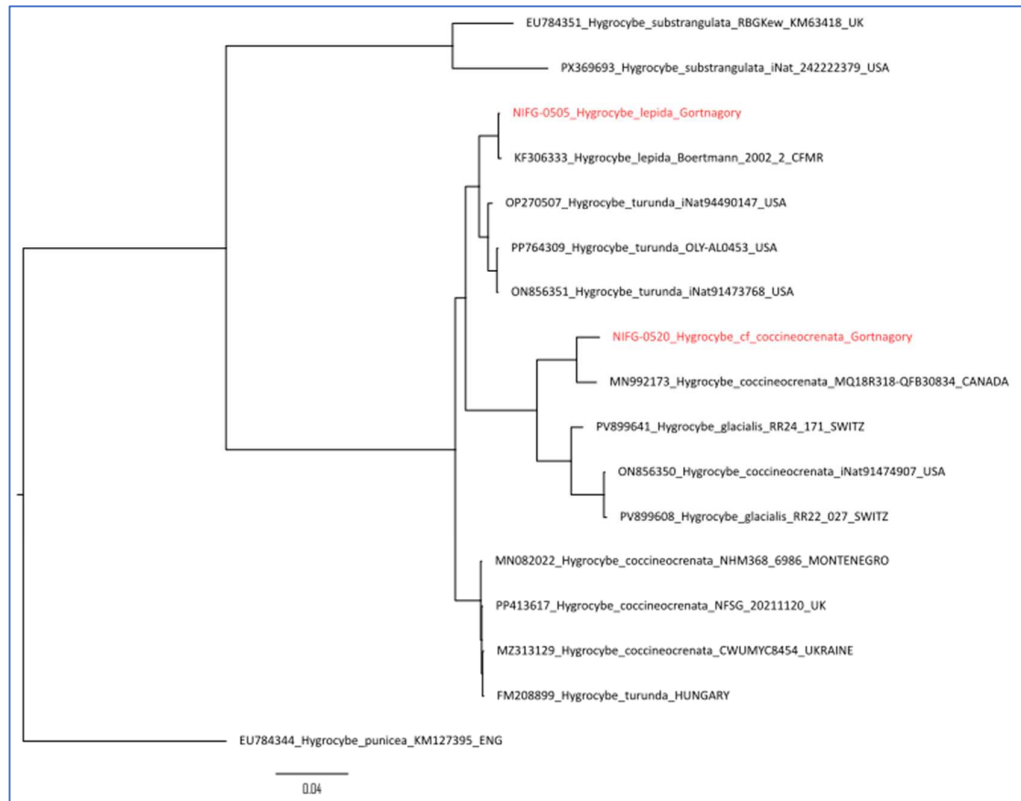 EU784351_Hygrocybe_substrangulata_RBGKew_KM63418_UK
PX369693_Hygrocybe_substrangulata_iNat_242222379_USA
NIFG-0505_Hygrocybe_lepida_Gortnagory
KF306333_Hygrocybe_lepida_Boertmann_2002_2_CFMR
OP270507_Hygrocybe_turunda_iNat94490147_USA
PP764309_Hygrocybe_turunda_OLY-AL0453_USA
ON856351_Hygrocybe_turunda_iNat91473768_USA
NIFG-0520_Hygrocybe_cf_coccineocrenata_Gortnagory
MN992173_Hygrocybe_coccineocrenata_MQ18R318-QFB30834_CANADA
PV899641_Hygrocybe_glacialis_RR24_171_SWITZ
ON856350_Hygrocybe_coccineocrenata_iNat91474907_USA
PV899608_Hygrocybe_glacialis_RR22_027_SWITZ
MN082022_Hygrocybe_coccineocrenata_NHM368_6986_MONTENEGRO
PP413617_Hygrocybe_coccineocrenata_NFSG_20211120_UK
MZ313129_Hygrocybe_coccineocrenata_CWUMYC8454_UKRAINE
FM208899_Hygrocybe_turunda_HUNGARY
EU784344_Hygrocybe_punicea_KM127395_ENG
0.04